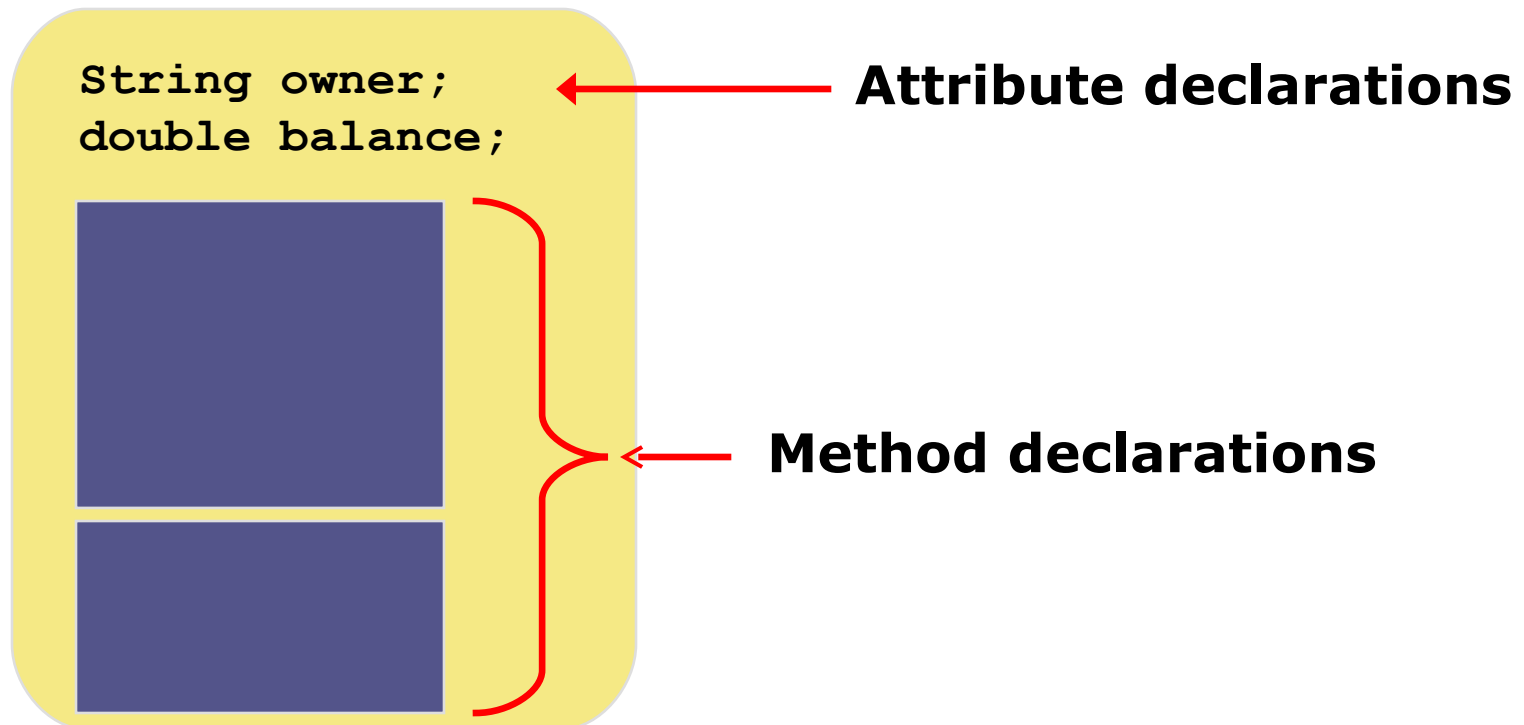 String owner;
double balance;
Attribute declarations
Method declarations